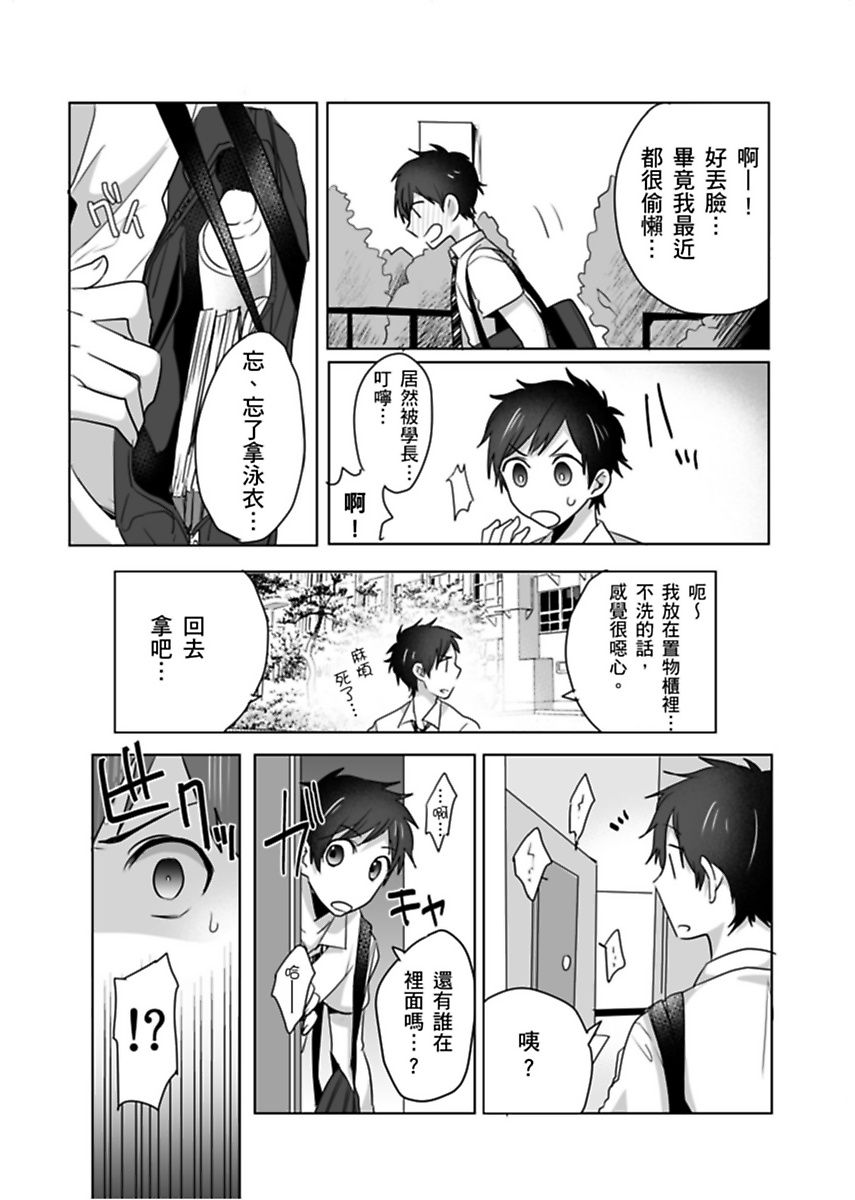 啊—！
好丟臉…
畢竟我最近
都很偷懶…
居然被學長
叮嚀…
啊！
グイ
忘、忘了拿泳衣…
呃～
我放在置物櫃裡…
不洗的話，
感覺很噁心。
麻煩
死了…
回去
拿吧…
咦？
…啊…
キャ
ガ
還有誰在
裡面嗎…？
唅—
ビクッ
!?